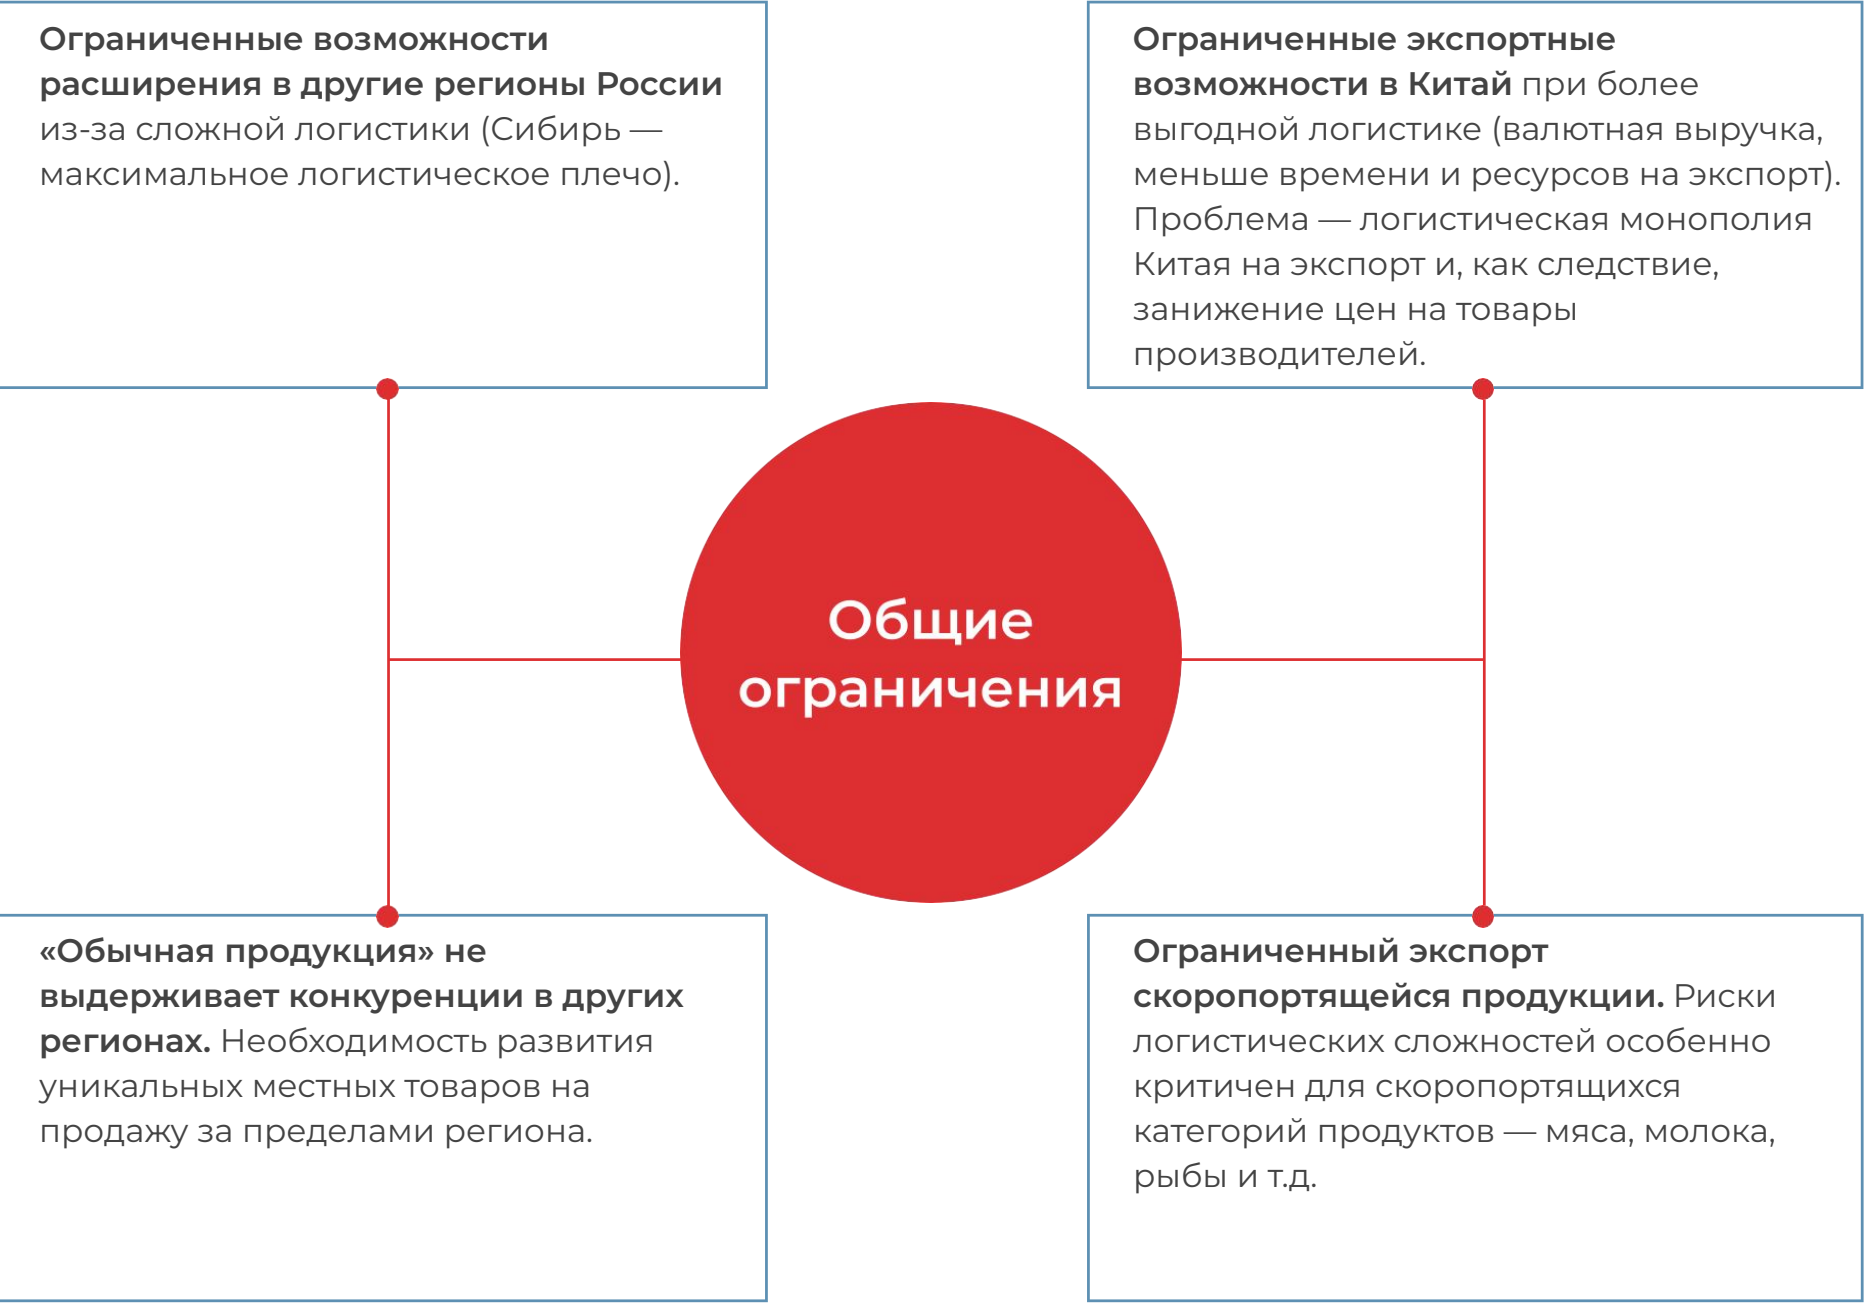 Ограниченные возможности
расширения в другие регионы России
из-за сложной логистики (Сибирь —
максимальное логистическое плечо).
Ограниченные экспортные
возможности в Китай при более
выгодной логистике (валютная выручка,
меньше времени и ресурсов на экспорт).
Проблема — логистическая монополия
Китая на экспорт и, как следствие,
занижение цен на товары
производителей.
Общие
ограничения
«Обычная продукция» не
выдерживает конкуренции в других
регионах. Необходимость развития
уникальных местных товаров на
продажу за пределами региона.
Ограниченный экспорт
скоропортящейся продукции. Риски
логистических сложностей особенно
критичен для скоропортящихся
категорий продуктов — мяса, молока,
рыбы и т.д.